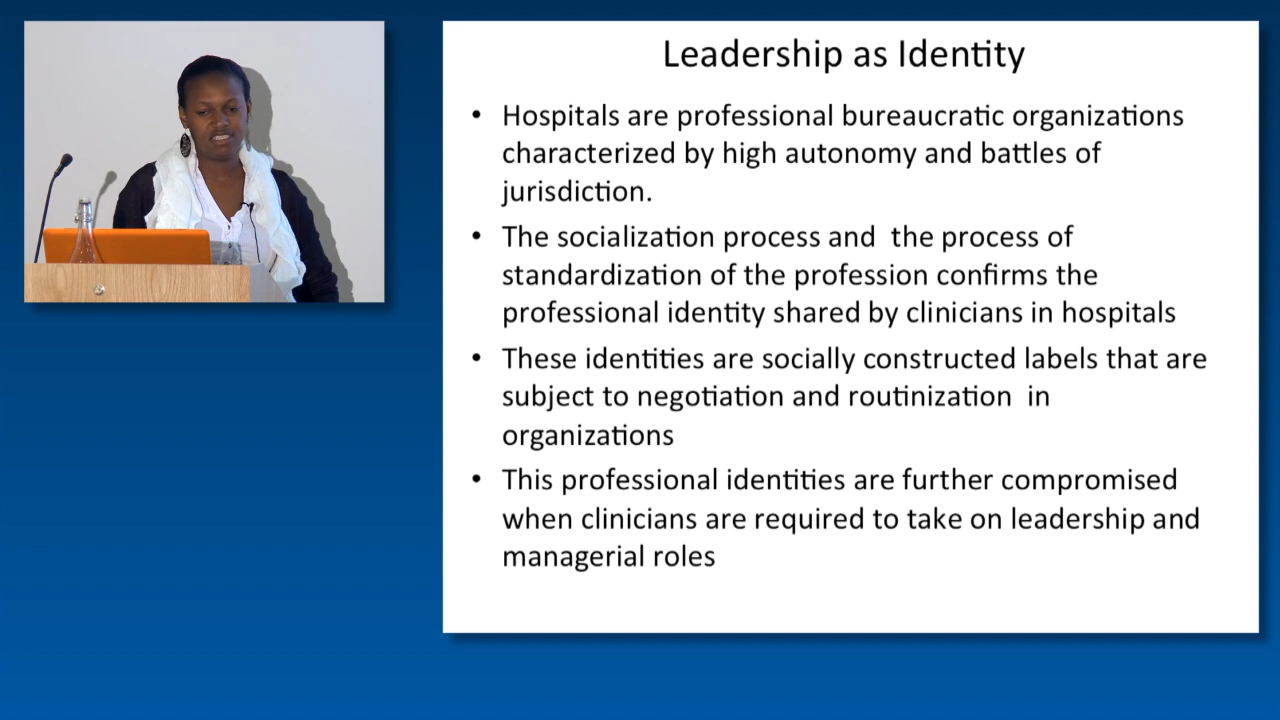 Leadership as Identity
• Hospitals are professional bureaucratic organizations
characterized by high autonomy and battles of
jurisdiction.
• The socialization process and  the process of
standardization of the profession confirms the
professional identity shared by clinicians in hospitals
• These identities are socially constructed labels that are
subject to negotiation and routinization  in
organizations
• This professional identities are further compromised
when clinicians are required to take on leadership and
managerial roles